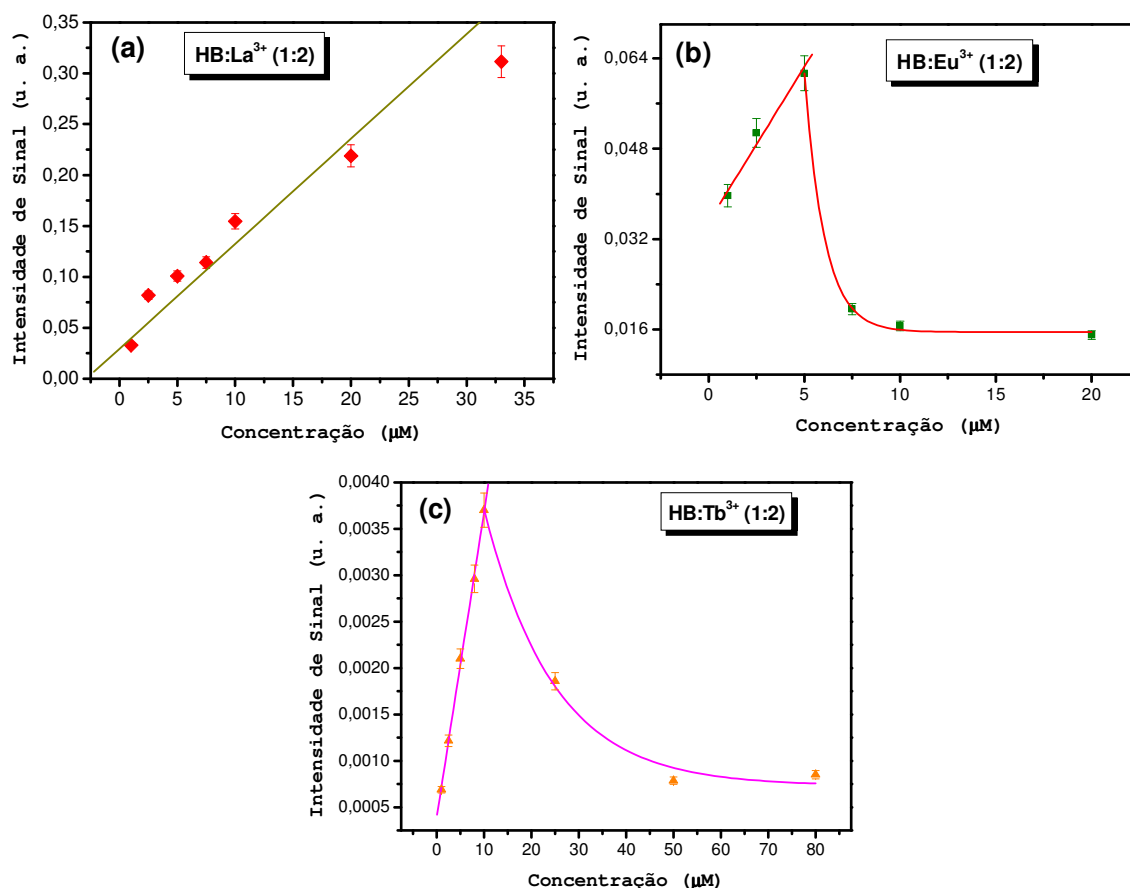 (a)
HB:La³⁺ (1:2)
Intensidade de Sinal (u. a.)
0,35
0,30
0,25
0,20
0,15
0,10
0,05
0,00
0 5 10 15 20 25 30 35
Concentração (µM)
(b)
HB:Eu³⁺ (1:2)
Intensidade de Sinal (u. a.)
0,064
0,048
0,032
0,016
0 5 10 15 20
Concentração (µM)
(c)
HB:Tb³⁺ (1:2)
Intensidade de Sinal (u. a.)
0,0040
0,0035
0,0030
0,0025
0,0020
0,0015
0,0010
0,0005
0 10 20 30 40 50 60 70 80
Concentração (µM)